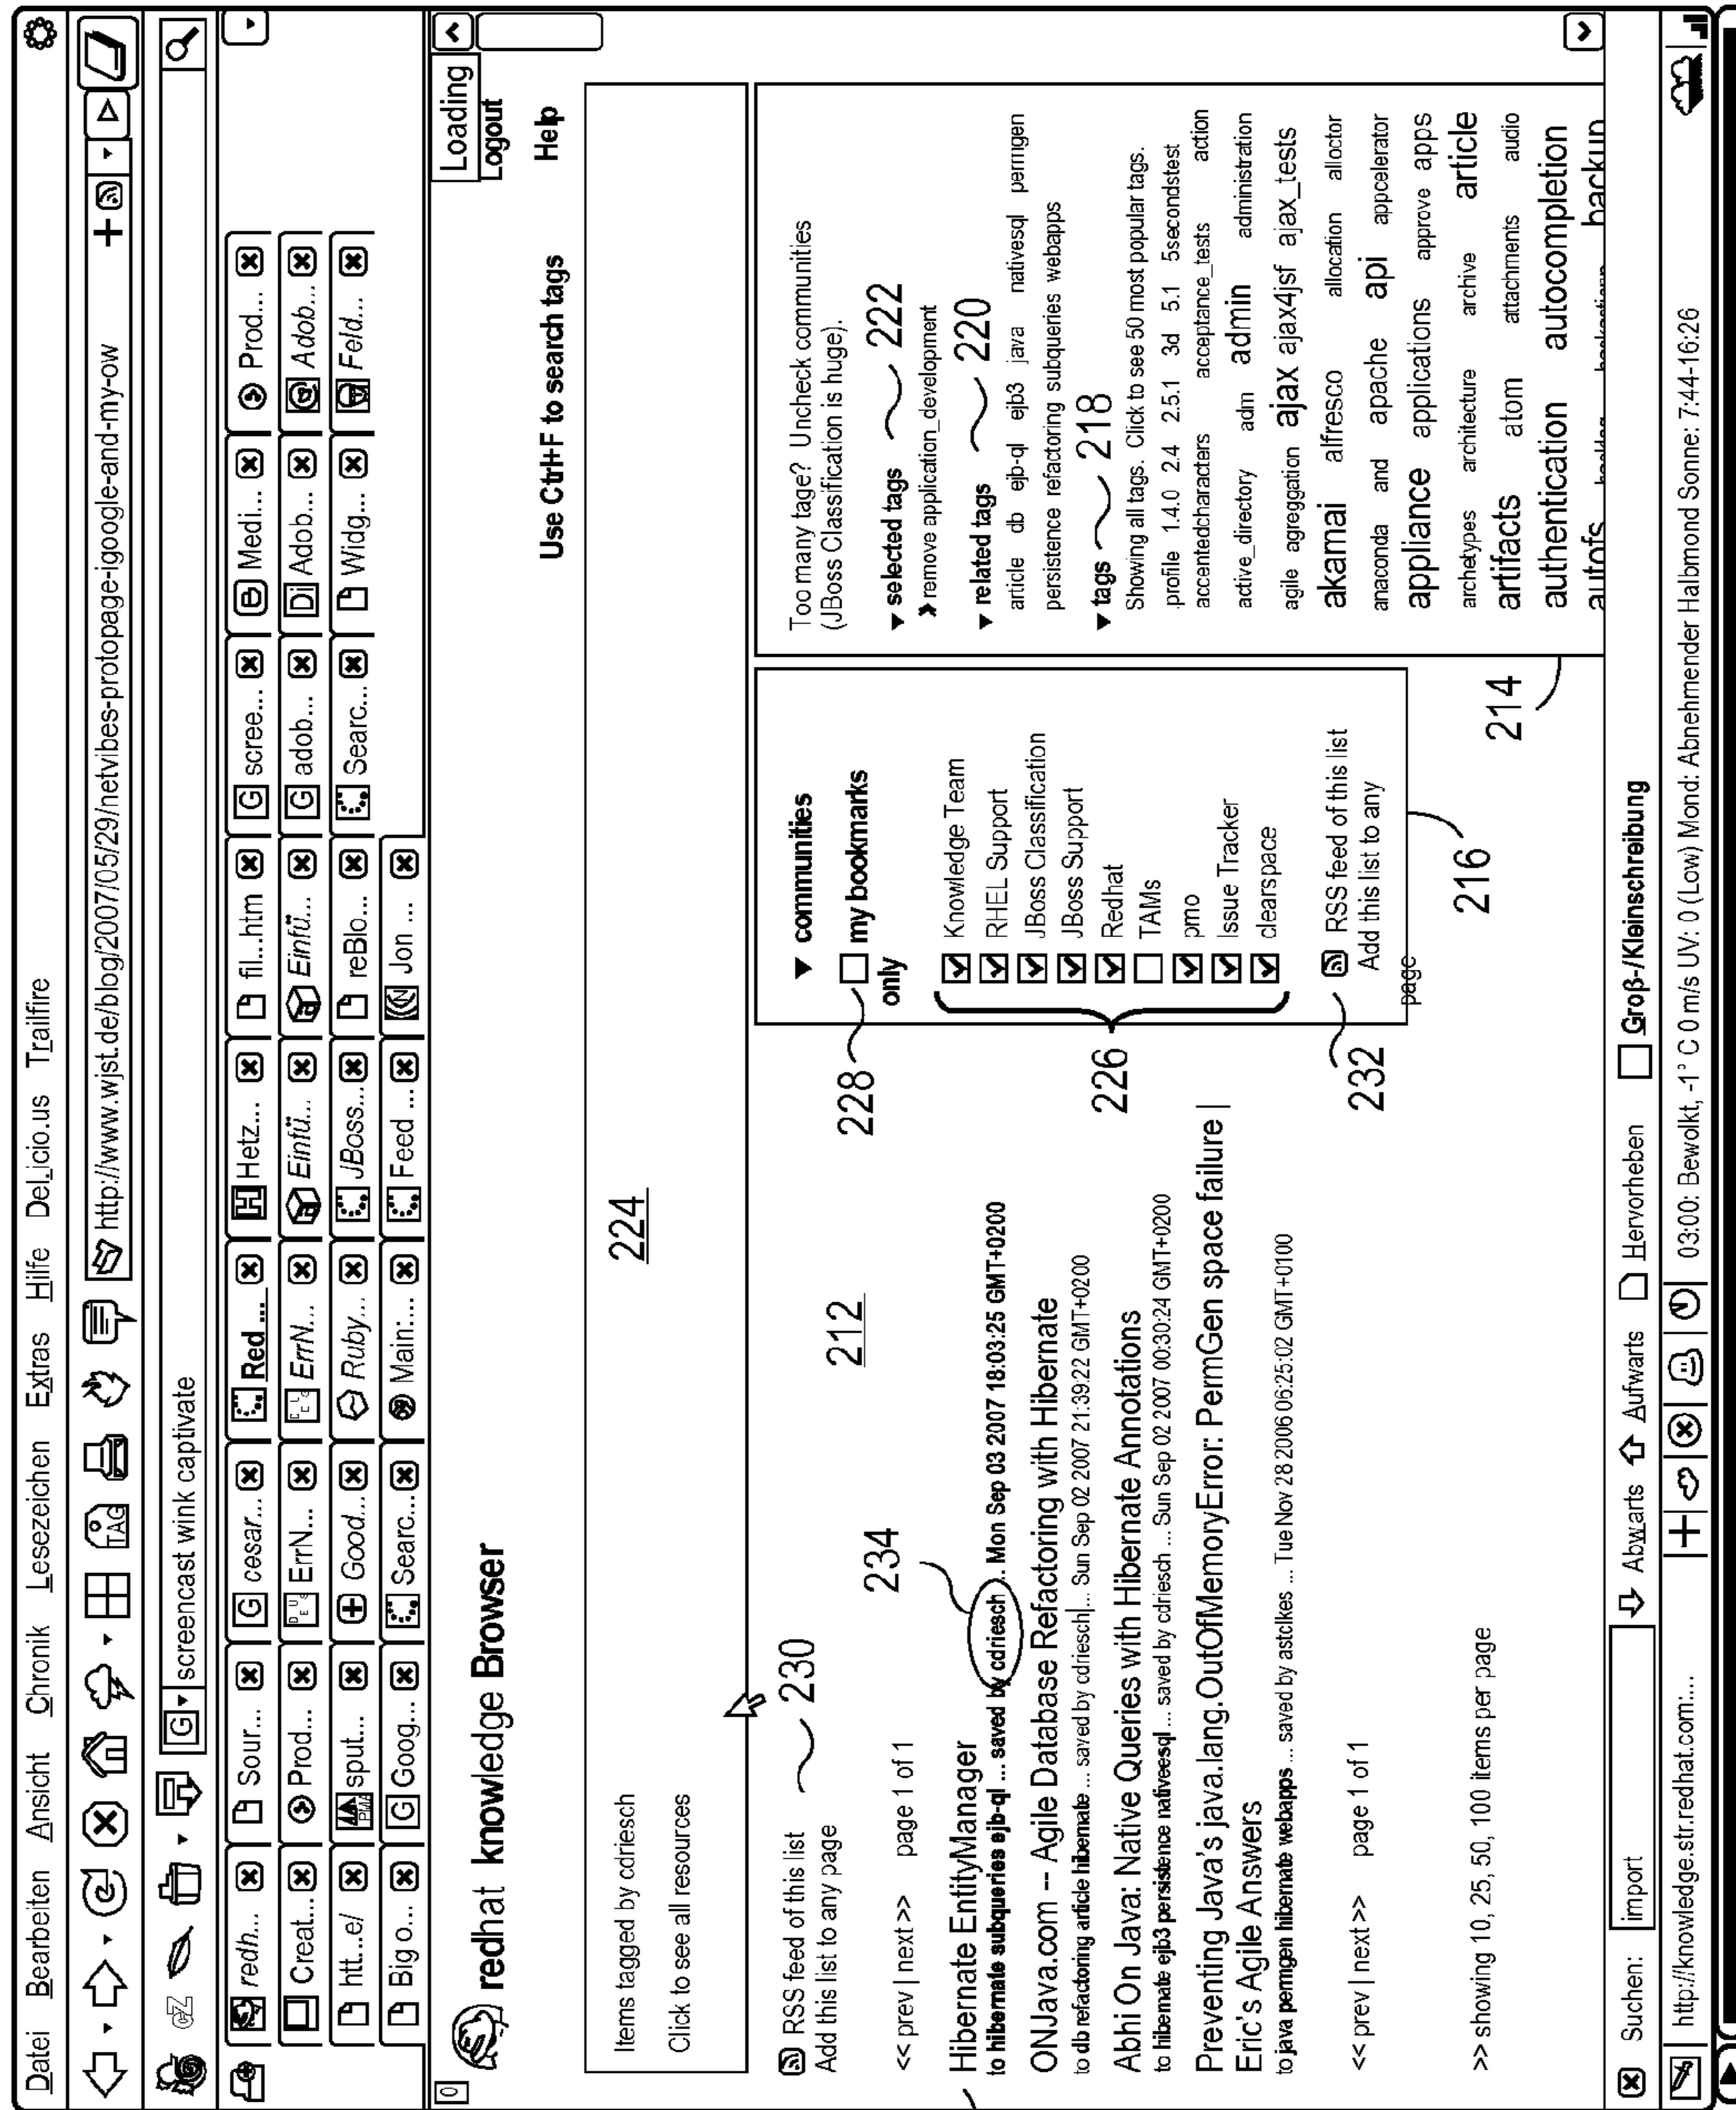 Datei Bearbeiten Ansicht Chronik Lesezeichen Extras Hilfe Del_icio.us Trailfire
TAG http://www.wjst.de/blog/2007/05/29/netvibes-protopage-igoogle-and-my-ow
G screencast wink captivate
redh... Sour... G cesar... Red ... H Hetz... fil...htm G scree... Medi... Prod...
Creat... Prod... ErrN... ErrN... Einfü... Einfü... G adob... Di Adob... Adob...
htt...e/ PMA sput... Good... Ruby... JBoss... reBlo... Searc... Widg... Feld...
Big o... G Goog... Searc... Main:... Feed ... Jon ...
0
Loading
redhat knowledge Browser
Logout
Use Ctrl+F to search tags
Help
224
Items tagged by cdriesch
Click to see all resources
RSS feed of this list 230
Add this list to any page
212
<< prev | next >> page 1 of 1
234
Hibernate EntityManager
to hibernate subqueries ejb-ql ... saved by cdriesch ... Mon Sep 03 2007 18:03:25 GMT+0200
ONJava.com -- Agile Database Refactoring with Hibernate
to db refactoring article hibernate ... saved by cdriesch|... Sun Sep 02 2007 21:39:22 GMT+0200
Abhi On Java: Native Queries with Hibernate Annotations
to hibernate ejb3 persistence nativesql ... saved by cdriesch ... Sun Sep 02 2007 00:30:24 GMT+0200
Preventing Java's java.lang.OutOfMemoryError: PermGen space failure |
Eric's Agile Answers
to java permgen hibernate webapps ... saved by astclkes ... Tue Nov 28 2006 06:25:02 GMT+0100
<< prev | next >> page 1 of 1
>> showing 10, 25, 50, 100 items per page
communities
228
my bookmarks
only
226
Knowledge Team
RHEL Support
JBoss Classification
JBoss Support
Redhat
TAMs
pmo
Issue Tracker
clearspace
232
RSS feed of this list
Add this list to any
page
216
Too many tage? Uncheck communities
(JBoss Classification is huge).
selected tags 222
remove application_development
related tags 220
article db ejb-ql ejb3 java nativesql permgen
persistence refactoring subqueries webapps
tags 218
Showing all tags. Click to see 50 most popular tags.
.profile 1.4.0 2.4 2.5.1 3d 5.1 5secondstest
accentedcharacters acceptance_tests action
active_directory adm admin administration
agile agreggation ajax ajax4jsf ajax_tests
akamai alfresco allocation alloctor
anaconda and apache api appcelerator
appliance applications approve apps
archetypes architecture archive article
artifacts atom attachments audio
authentication autocompletion
autofs backup
214
Suchen: import Abwarts Aufwarts Hervorheben Groß-/Kleinschreibung
http://knowledge.str.redhat.com:.... 03:00: Bewolkt, -1° C 0 m/s UV: 0 (Low) Mond: Abnehmender Halbmond Sonne: 7:44-16:26